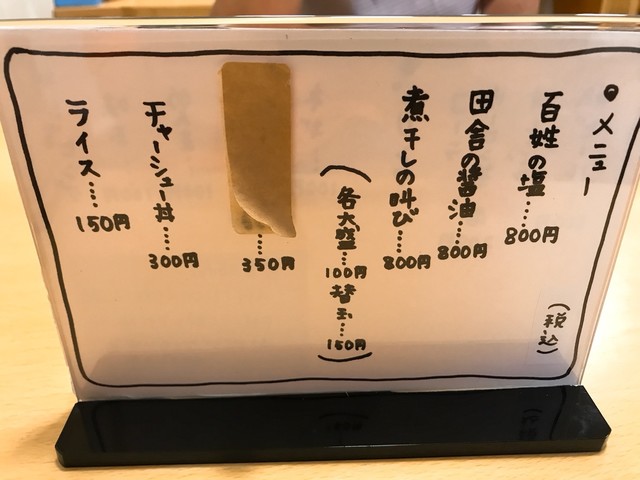 メニュー
百姓の塩……800円
田舎の醤油……800円
煮干しの叫び……800円
(各大盛…100円 替玉…150円)
……350円
チャーシュー丼……300円
ライス……150円
(税込)